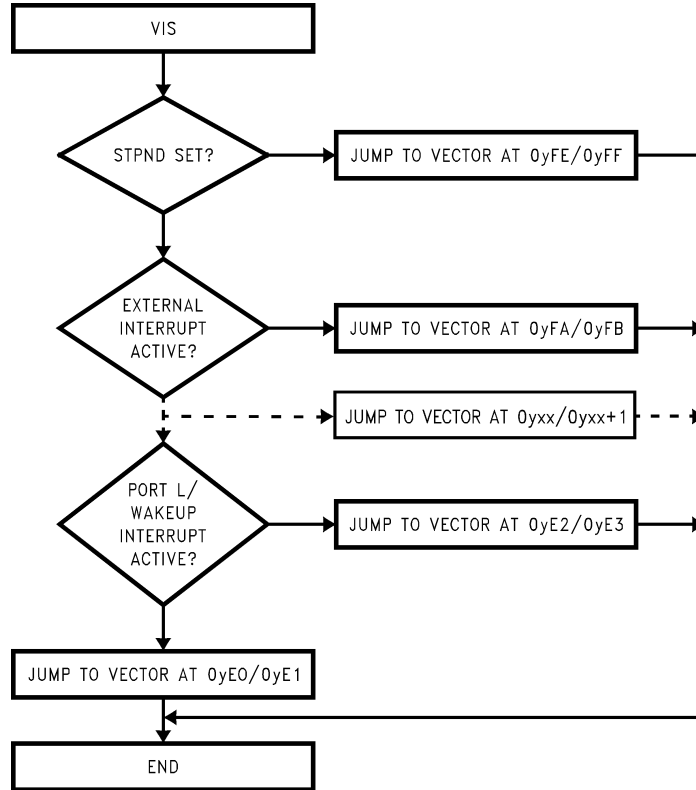 VIS
STPND SET?
JUMP TO VECTOR AT 0yFE/0yFF
EXTERNAL
INTERRUPT
ACTIVE?
JUMP TO VECTOR AT 0yFA/0yFB
JUMP TO VECTOR AT 0yxx/0yxx+1
PORT L/
WAKEUP
INTERRUPT
ACTIVE?
JUMP TO VECTOR AT 0yE2/0yE3
JUMP TO VECTOR AT 0yE0/0yE1
END